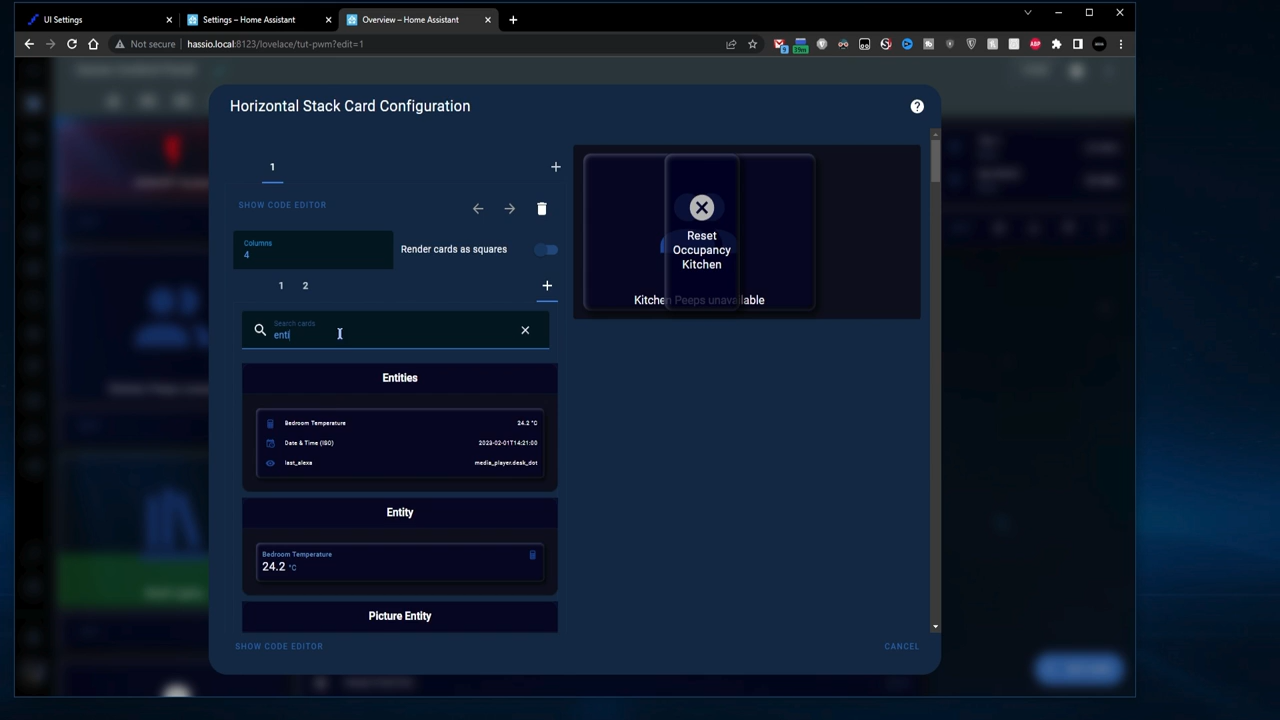 UI Settings
Settings – Home Assistant
Overview – Home Assistant
Not secure
hassio.local:8123/lovelace/tut-pwm?edit=1
Horizontal Stack Card Configuration
1
SHOW CODE EDITOR
Columns
4
Render cards as squares
1 2
Search cards
enti
Entities
Bedroom Temperature 24.2 °C
Date & Time (ISO) 2023-02-01T14:21:00
last_alexa media_player.desk_dot
Entity
Bedroom Temperature
24.2 °C
Picture Entity
Reset
Occupancy
Kitchen
Kitchen Peeps unavailable
SHOW CODE EDITOR
CANCEL